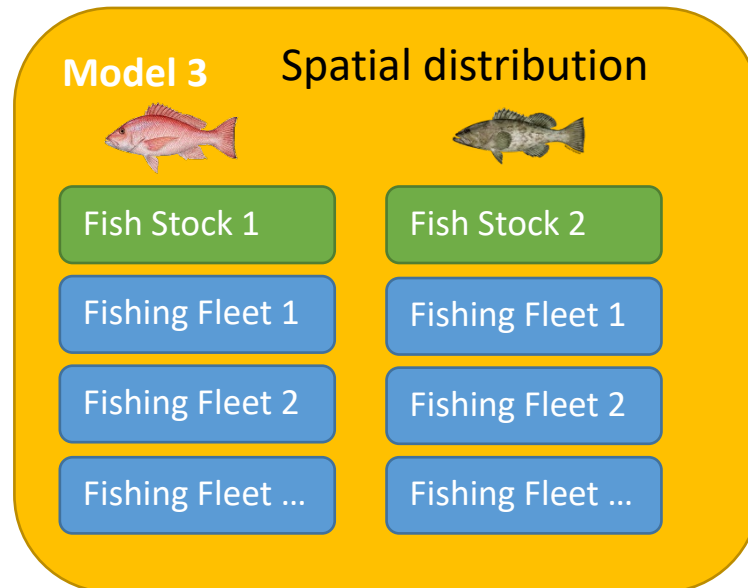 Model 3
Spatial distribution
Fish Stock 1
Fishing Fleet 1
Fishing Fleet 2
Fishing Fleet ...
Fish Stock 2
Fishing Fleet 1
Fishing Fleet 2
Fishing Fleet ...